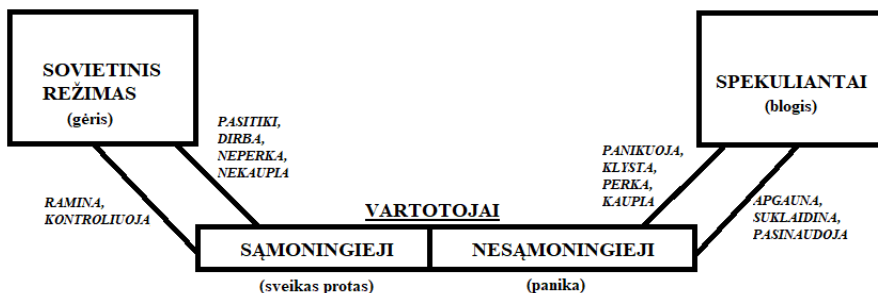 SOVIETINIS
REŽIMAS
(gėris)
SPEKULIANTAI
(blogis)
PASITIKI,
DIRBA,
NEPERKA,
NEKAUPIA
PANIKUOJA,
KLYSTA,
PERKA,
KAUPIA
RAMINA,
KONTROLIUOJA
APGAUNA,
SUKLAIDINA,
PASINAUDOJA
VARTOTOJAI
SĄMONINGIEJI
NESĄMONINGIEJI
(sveikas protas)
(panika)